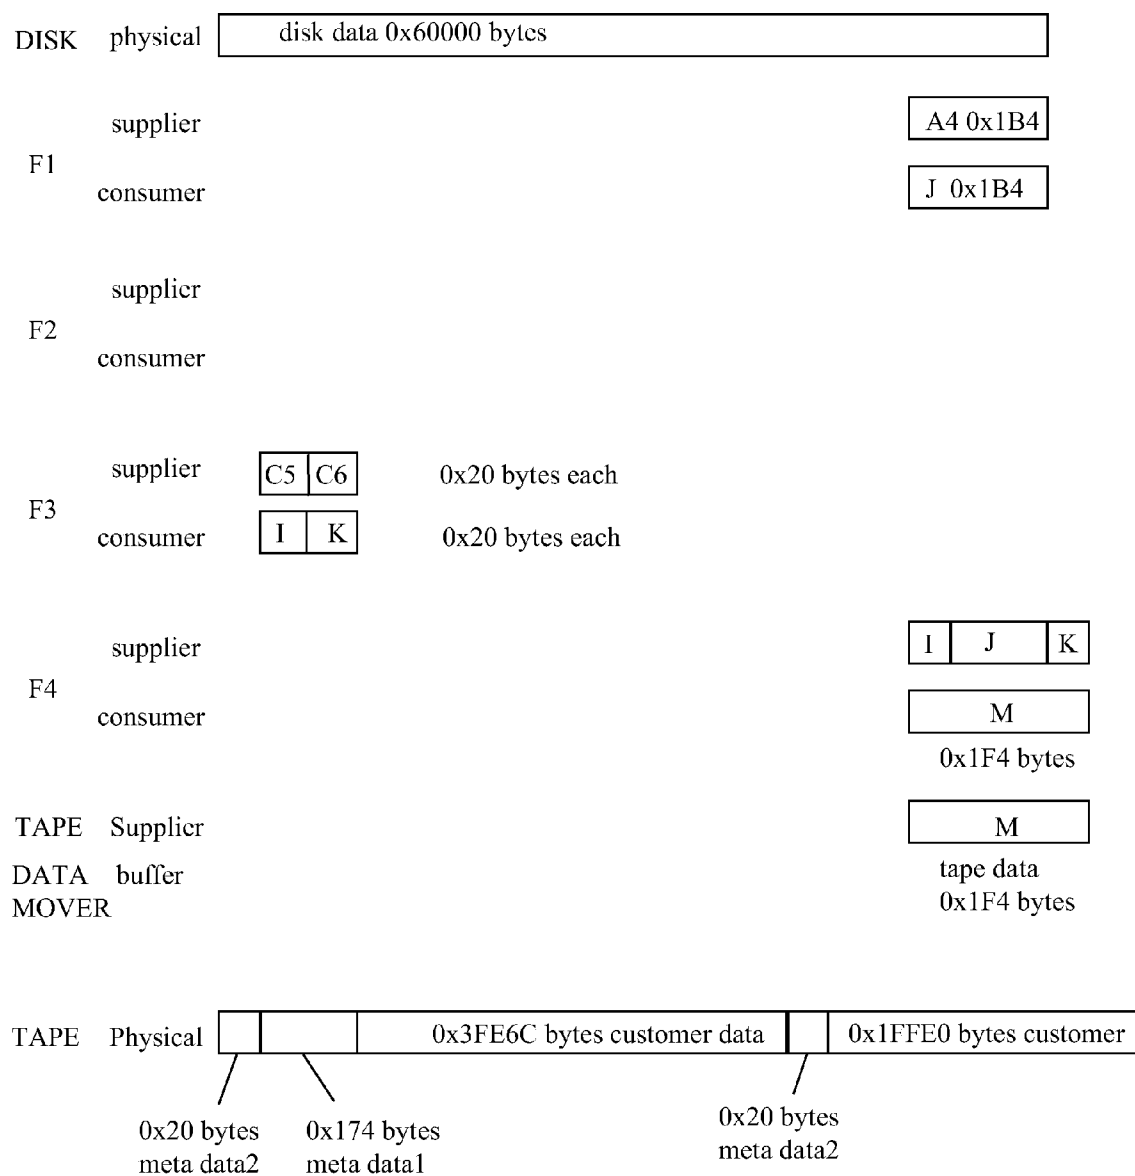 DISK physical disk data 0x60000 bytes
supplier A4 0x1B4
F1
consumer J 0x1B4
supplier
F2
consumer
supplier C5 C6 0x20 bytes each
F3
consumer I K 0x20 bytes each
supplier I J K
F4
consumer M
0x1F4 bytes
TAPE Supplier M
DATA buffer tape data
MOVER 0x1F4 bytes
TAPE Physical 0x3FE6C bytes customer data 0x1FFE0 bytes customer
0x20 bytes 0x174 bytes 0x20 bytes
meta data2 meta data1 meta data2